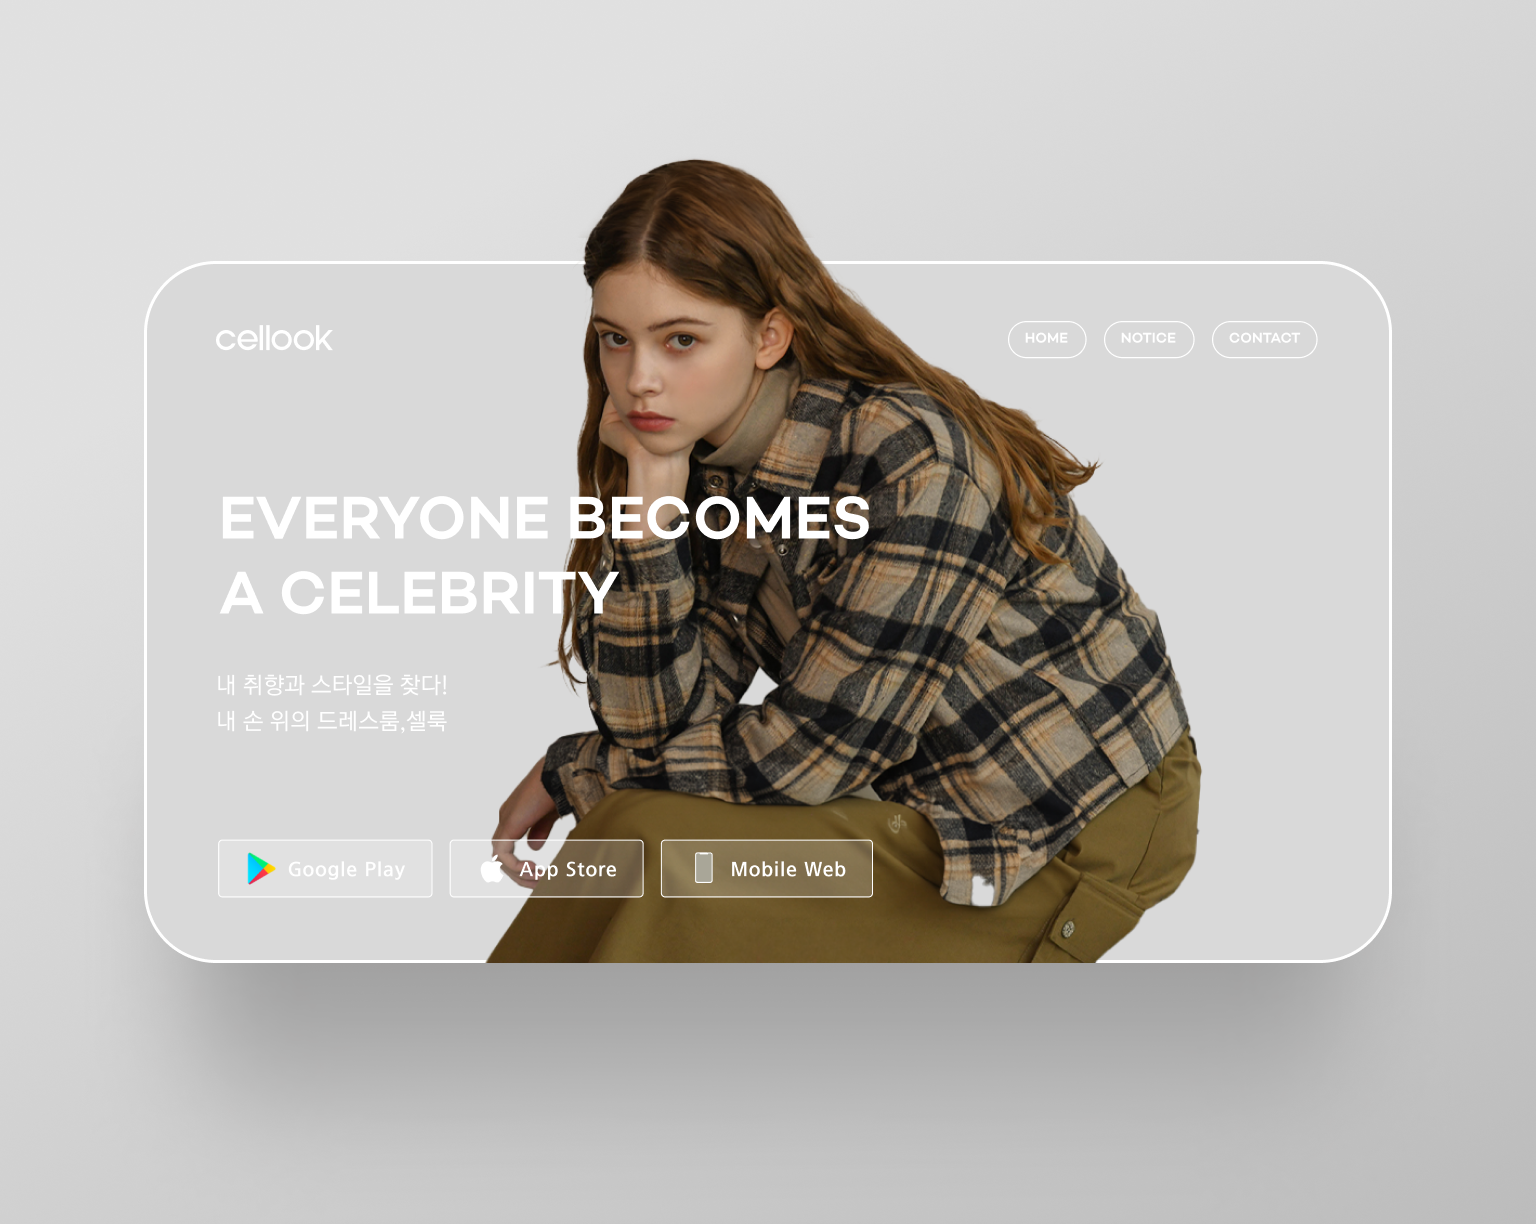 cellook
HOME NOTICE CONTACT
EVERYONE BECOMES
A CELEBRITY
내 취향과 스타일을 찾다!
내 손 위의 드레스룸,셀룩
Google Play App Store Mobile Web